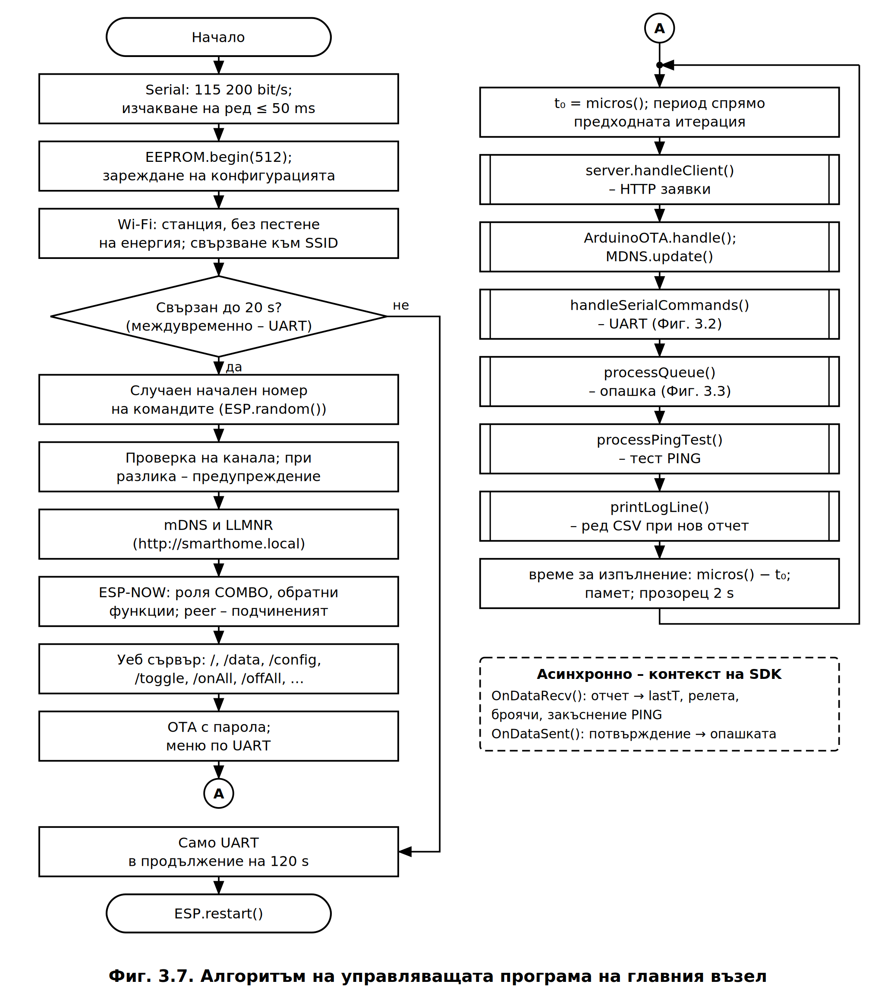 Начало
Serial: 115 200 bit/s;
изчакване на ред ≤ 50 ms
EEPROM.begin(512);
зареждане на конфигурацията
Wi-Fi: станция, без пестене
на енергия; свързване към SSID
Свързан до 20 s?
(междувременно – UART)
не
да
Случаен начален номер
на командите (ESP.random())
Проверка на канала; при
разлика – предупреждение
mDNS и LLMNR
(http://smarthome.local)
ESP-NOW: роля COMBO, обратни
функции; peer – подчиненият
Уеб сървър: /, /data, /config,
/toggle, /onAll, /offAll, …
OTA с парола;
меню по UART
A
Само UART
в продължение на 120 s
ESP.restart()
A
t₀ = micros(); период спрямо
предходната итерация
server.handleClient()
– HTTP заявки
ArduinoOTA.handle();
MDNS.update()
handleSerialCommands()
– UART (Фиг. 3.2)
processQueue()
– опашка (Фиг. 3.3)
processPingTest()
– тест PING
printLogLine()
– ред CSV при нов отчет
време за изпълнение: micros() − t₀;
памет; прозорец 2 s
Асинхронно – контекст на SDK
OnDataRecv(): отчет → lastT, релета,
броячи, закъснение PING
OnDataSent(): потвърждение → опашката
Фиг. 3.7. Алгоритъм на управляващата програма на главния възел